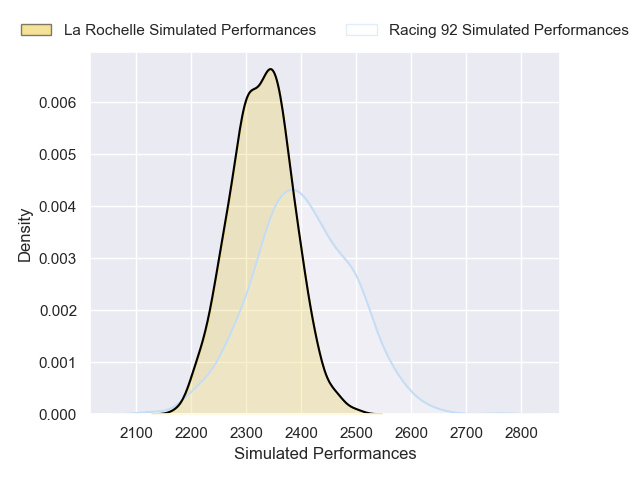 La Rochelle Simulated Performances
Racing 92 Simulated Performances
0.006
0.005
0.004
0.003
0.002
0.001
0.000
Density
2100 2200 2300 2400 2500 2600 2700 2800
Simulated Performances